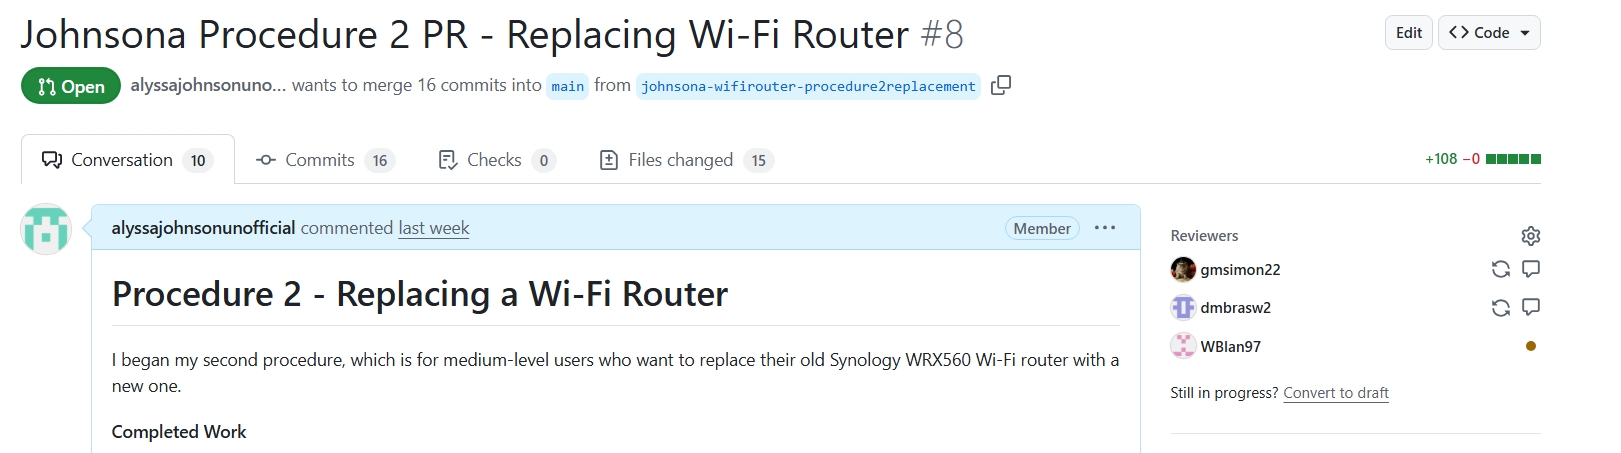 Johnsona Procedure 2 PR - Replacing Wi-Fi Router #8
Edit
Code
Open
alyssajohnsonuno... wants to merge 16 commits into main from johnsona-wifirouter-procedure2replacement
Conversation 10
Commits 16
Checks 0
Files changed 15
+108 −0
alyssajohnsonunofficial commented last week
Member
Procedure 2 - Replacing a Wi-Fi Router
I began my second procedure, which is for medium-level users who want to replace their old Synology WRX560 Wi-Fi router with a
new one.
Completed Work
Reviewers
gmsimon22
dmbrasw2
WBlan97
Still in progress? Convert to draft